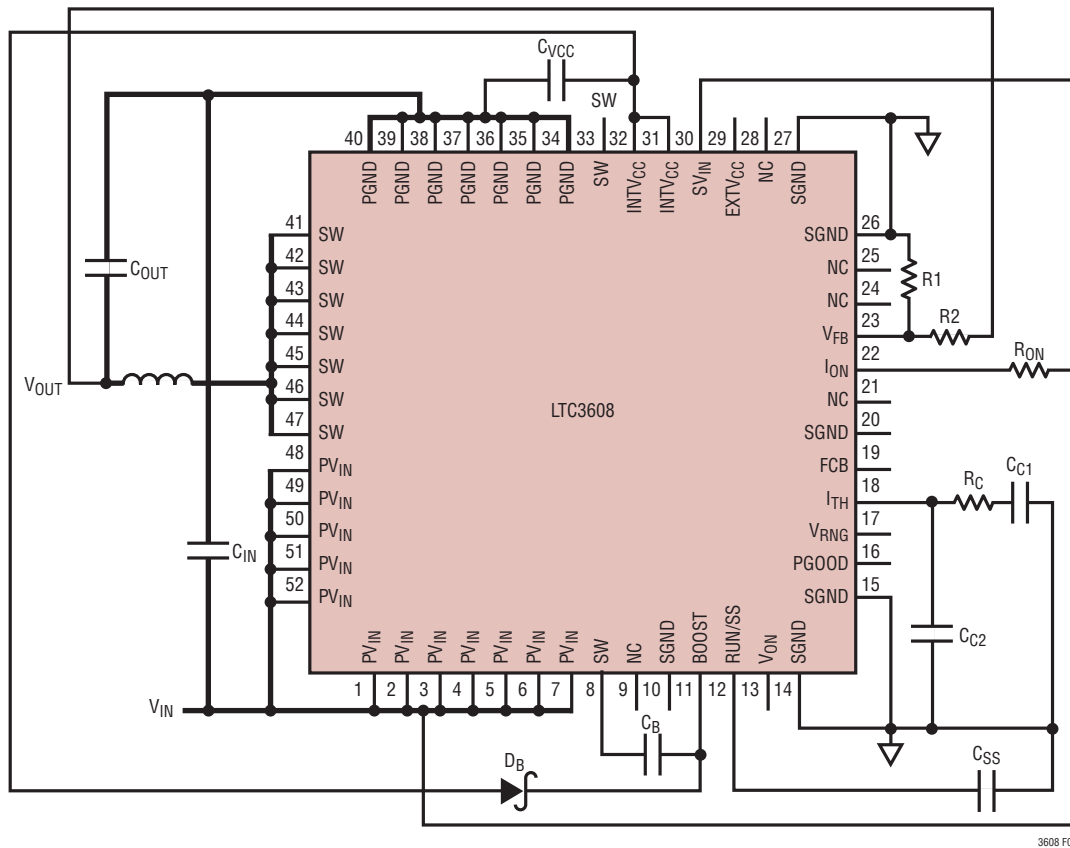 CVCC
SW
40 39 38 37 36 35 34 33 32 31 30 29 28 27
PGND PGND PGND PGND PGND PGND PGND SW INTVCC INTVCC SVIN EXTVCC NC SGND
41 SW
42 SW
43 SW
44 SW
45 SW
46 SW
47 SW
48 PVIN
49 PVIN
50 PVIN
51 PVIN
52 PVIN
COUT
VOUT
CIN
VIN
LTC3608
SGND 26
NC 25
NC 24
VFB 23
ION 22
NC 21
SGND 20
FCB 19
ITH 18
VRNG 17
PGOOD 16
SGND 15
R1
R2
RON
RC
CC1
CC2
PVIN PVIN PVIN PVIN PVIN PVIN PVIN SW NC SGND BOOST RUN/SS VON SGND
1 2 3 4 5 6 7 8 9 10 11 12 13 14
CB
DB
CSS